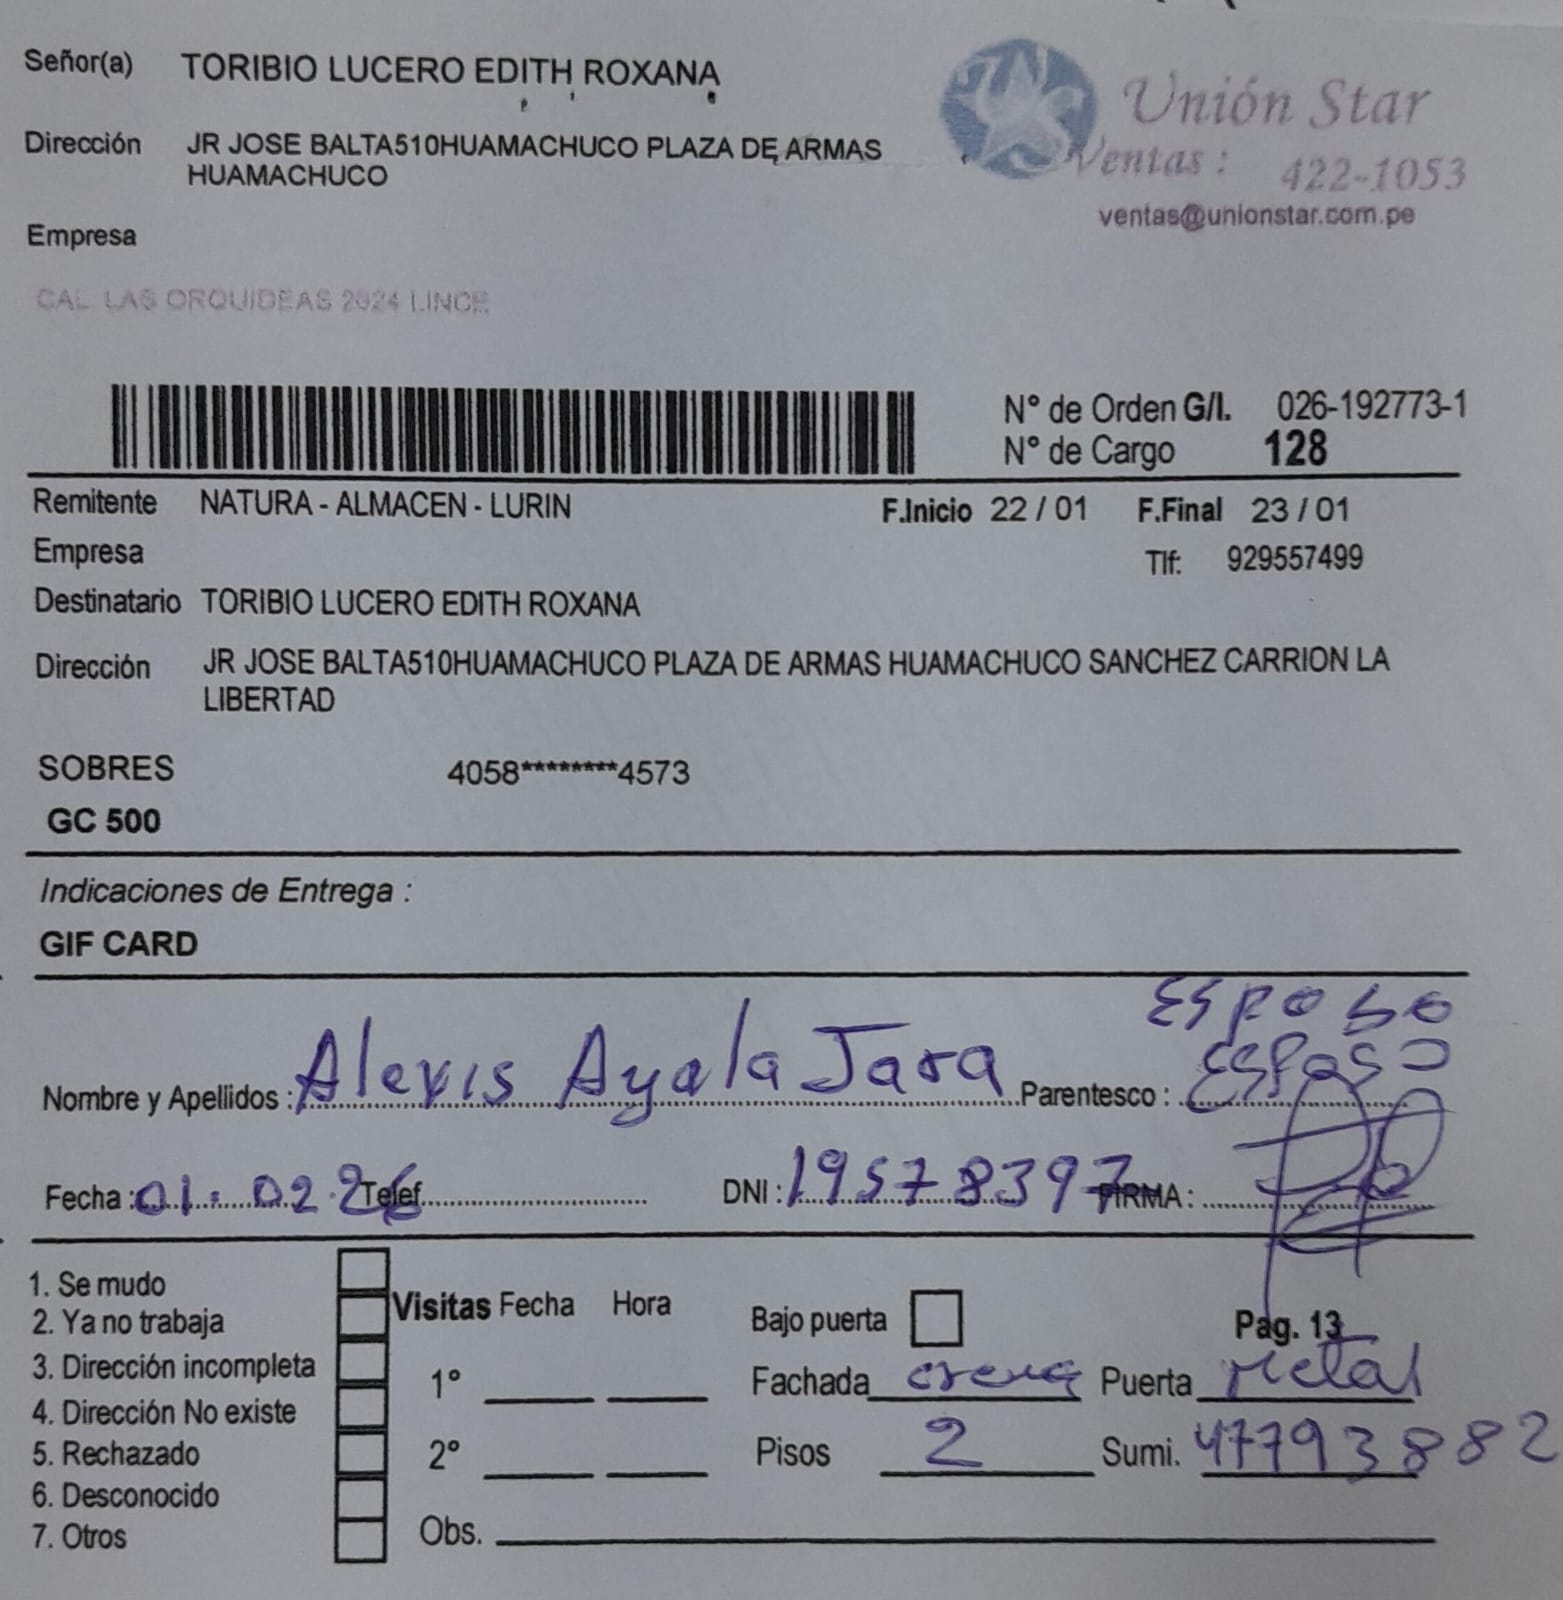 Señor(a) TORIBIO LUCERO EDITH ROXANA
Unión Star
Dirección JR JOSE BALTA510HUAMACHUCO PLAZA DE ARMAS
HUAMACHUCO
Ventas : 422-1053
ventas@unionstar.com.pe
Empresa
CAL. LAS ORQUIDEAS 2624 LINCE
N° de Orden G/I. 026-192773-1
N° de Cargo 128
Remitente NATURA - ALMACEN - LURIN F.Inicio 22 / 01 F.Final 23 / 01
Empresa Tlf: 929557499
Destinatario TORIBIO LUCERO EDITH ROXANA
Dirección JR JOSE BALTA510HUAMACHUCO PLAZA DE ARMAS HUAMACHUCO SANCHEZ CARRION LA
LIBERTAD
SOBRES 4058********4573
GC 500
Indicaciones de Entrega :
GIF CARD
Esposo
Nombre y Apellidos : Alexis Ayala Jara Parentesco : Esposo
Fecha : 01. 02.26 Telef. DNI : 19578397 FIRMA :
1. Se mudo
2. Ya no trabaja
3. Dirección incompleta
4. Dirección No existe
5. Rechazado
6. Desconocido
7. Otros
Visitas Fecha Hora
1°
2°
Obs.
Bajo puerta Pag. 13
Fachada crema Puerta Metal
Pisos 2 Sumi. 47793882